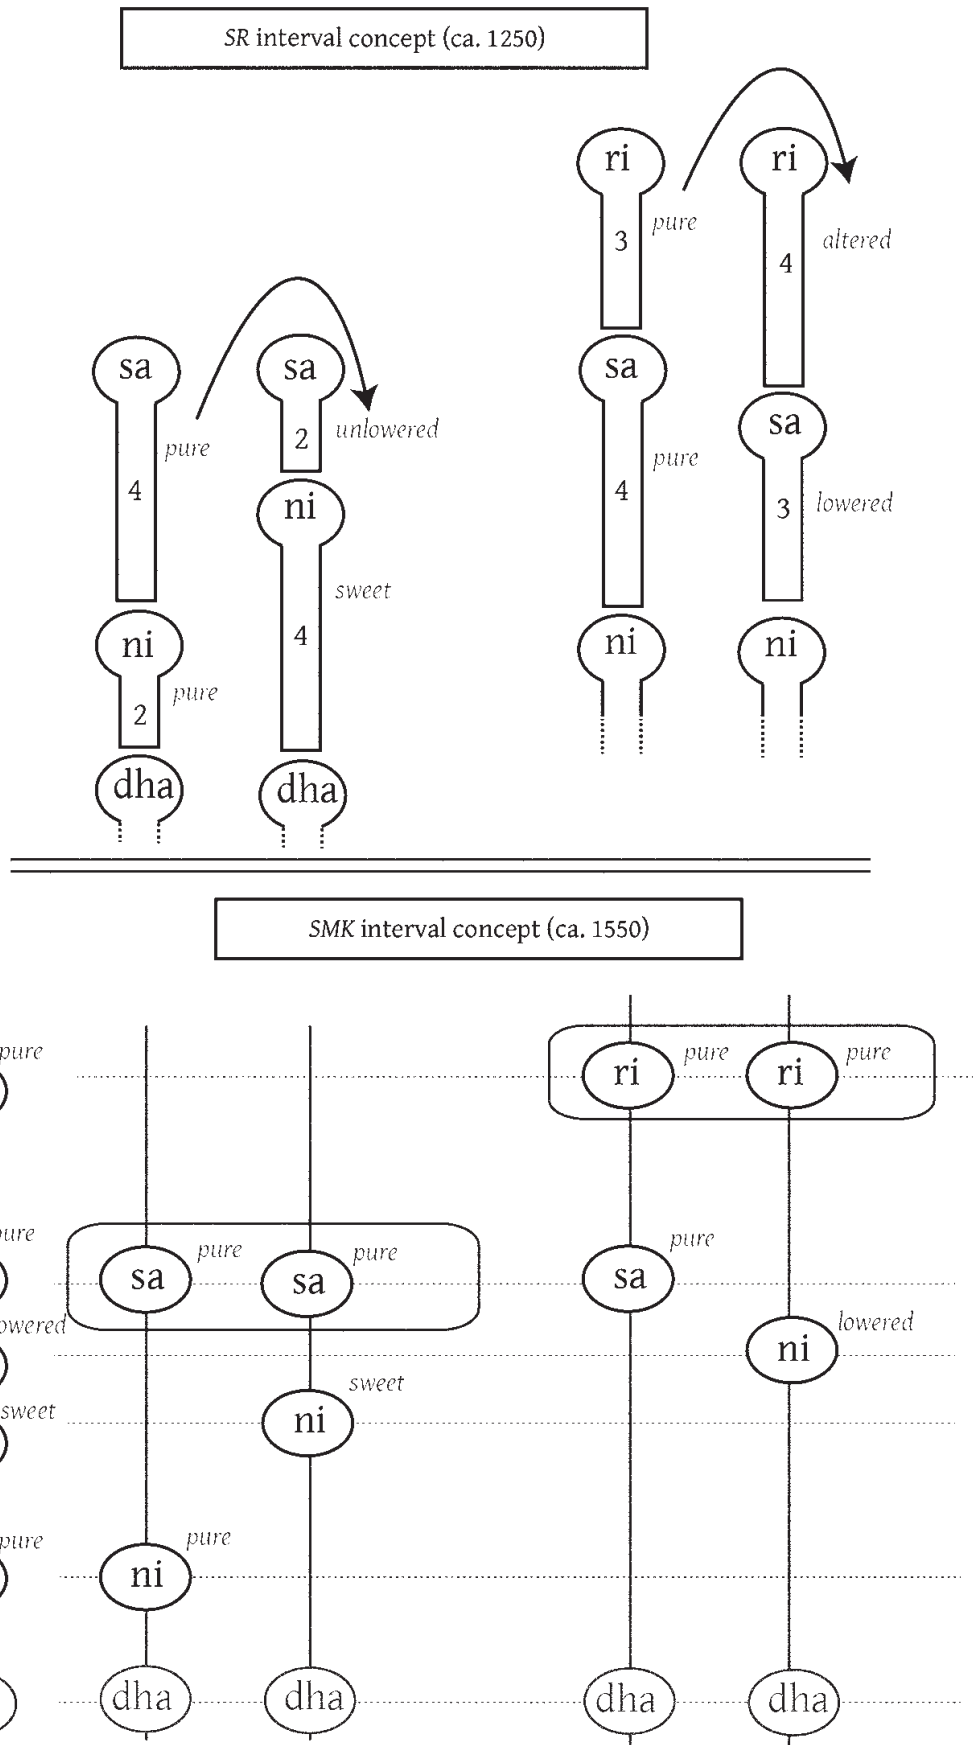 SR interval concept (ca. 1250)
ri
ri
3
pure
4
altered
sa
sa
sa
2
unlowered
pure
4
sa
4
pure
3
lowered
ni
sweet
4
ni
ni
ni
pure
2
dha
dha
SMK interval concept (ca. 1550)
pure
ri
pure
ri
pure
sa
pure
sa
pure
sa
pure
lowered
ni
sweet
sweet
ni
pure
pure
ni
dha
dha
dha
dha